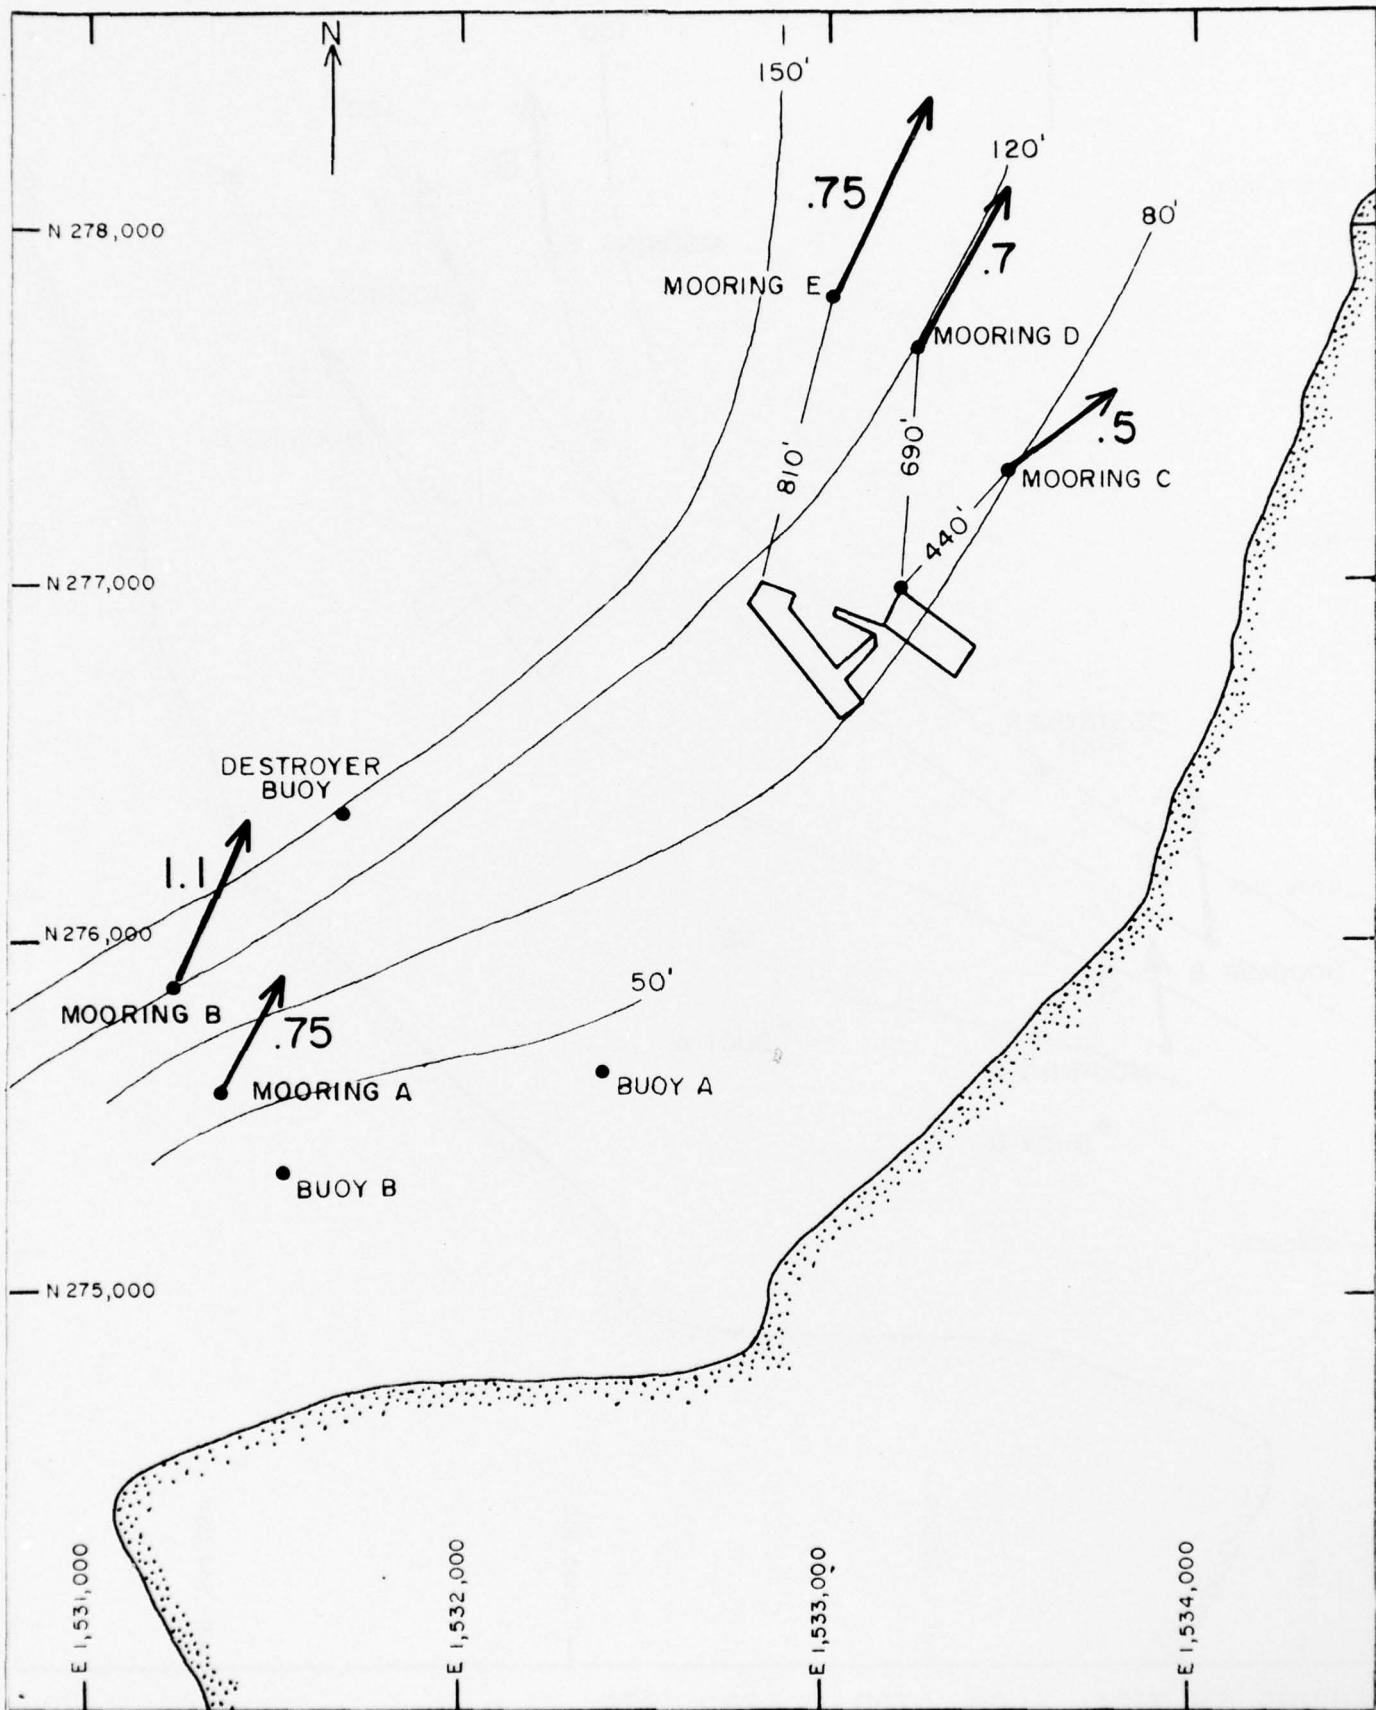 N
150'
120'
80'
.75
.7
.5
N 278,000
MOORING E
MOORING D
MOORING C
810'
690'
440'
N 277,000
DESTROYER
BUOY
1.1
N 276,000
MOORING B
.75
MOORING A
50'
BUOY A
BUOY B
N 275,000
E 1,531,000
E 1,532,000
E 1,533,000
E 1,534,000